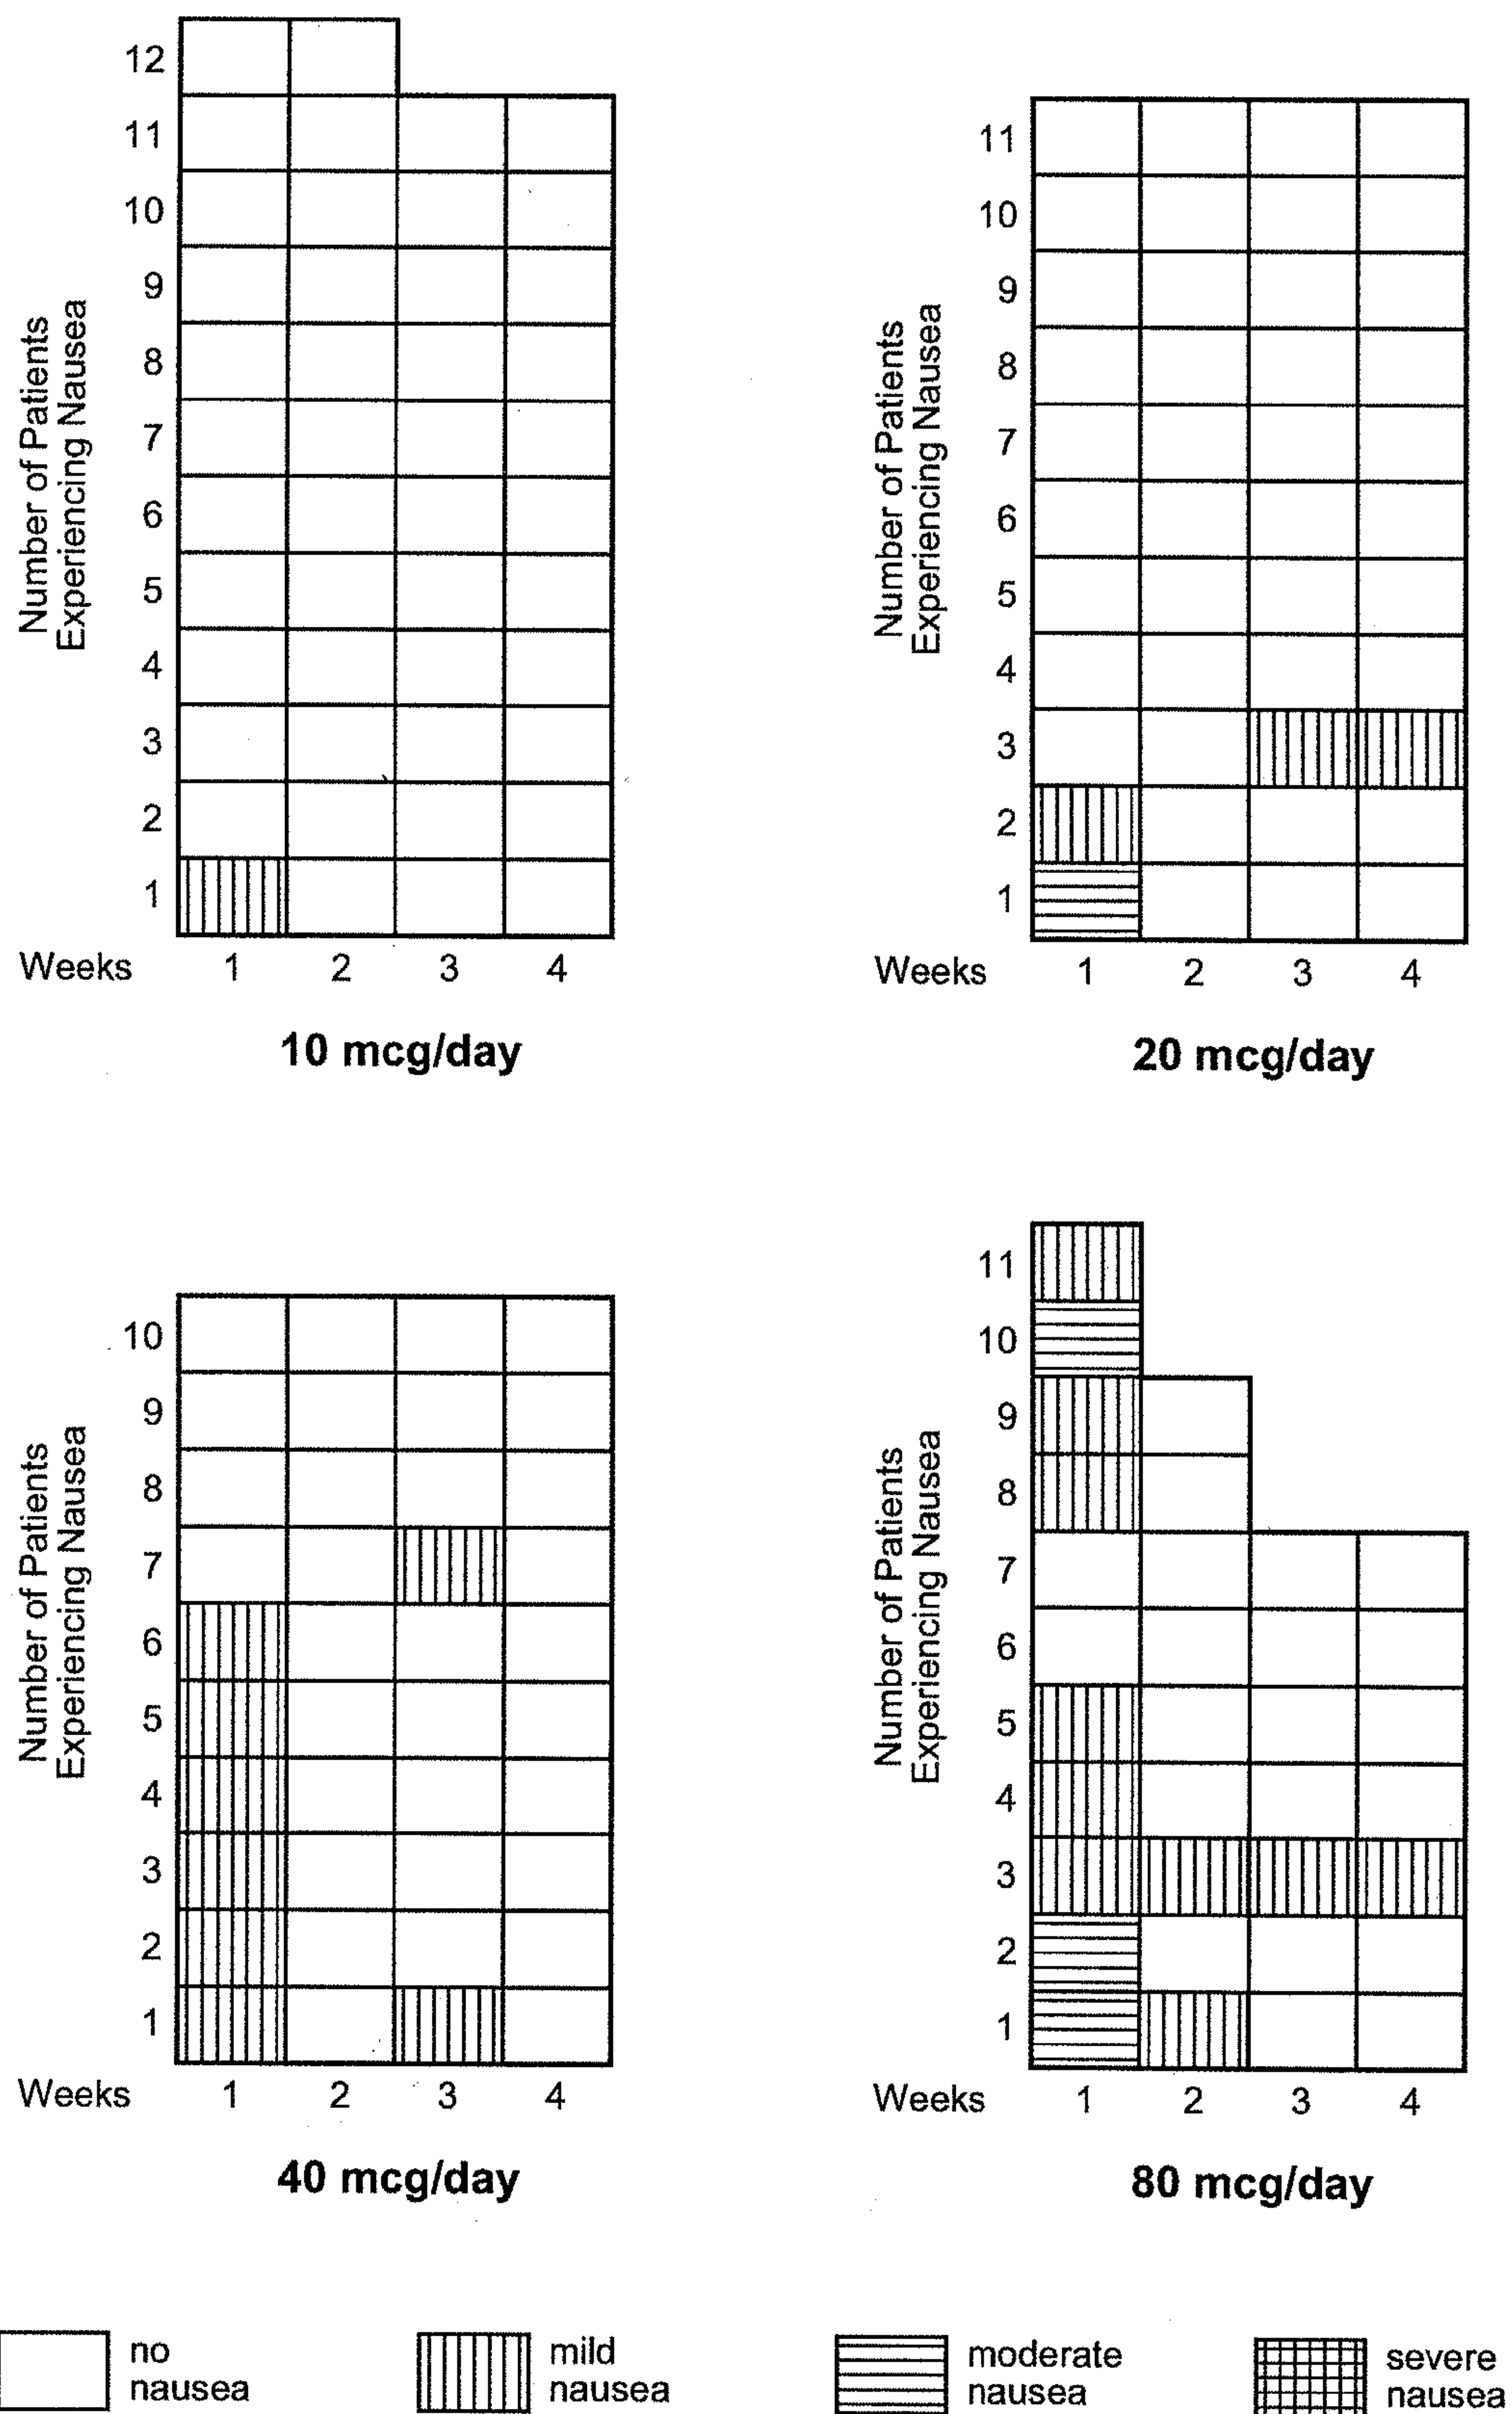 Number of Patients
Experiencing Nausea
12
11
10
9
8
7
6
5
4
3
2
1
Weeks 1 2 3 4
10 mcg/day
Number of Patients
Experiencing Nausea
11
10
9
8
7
6
5
4
3
2
1
Weeks 1 2 3 4
20 mcg/day
Number of Patients
Experiencing Nausea
10
9
8
7
6
5
4
3
2
1
Weeks 1 2 3 4
40 mcg/day
Number of Patients
Experiencing Nausea
11
10
9
8
7
6
5
4
3
2
1
Weeks 1 2 3 4
80 mcg/day
no
nausea
mild
nausea
moderate
nausea
severe
nausea